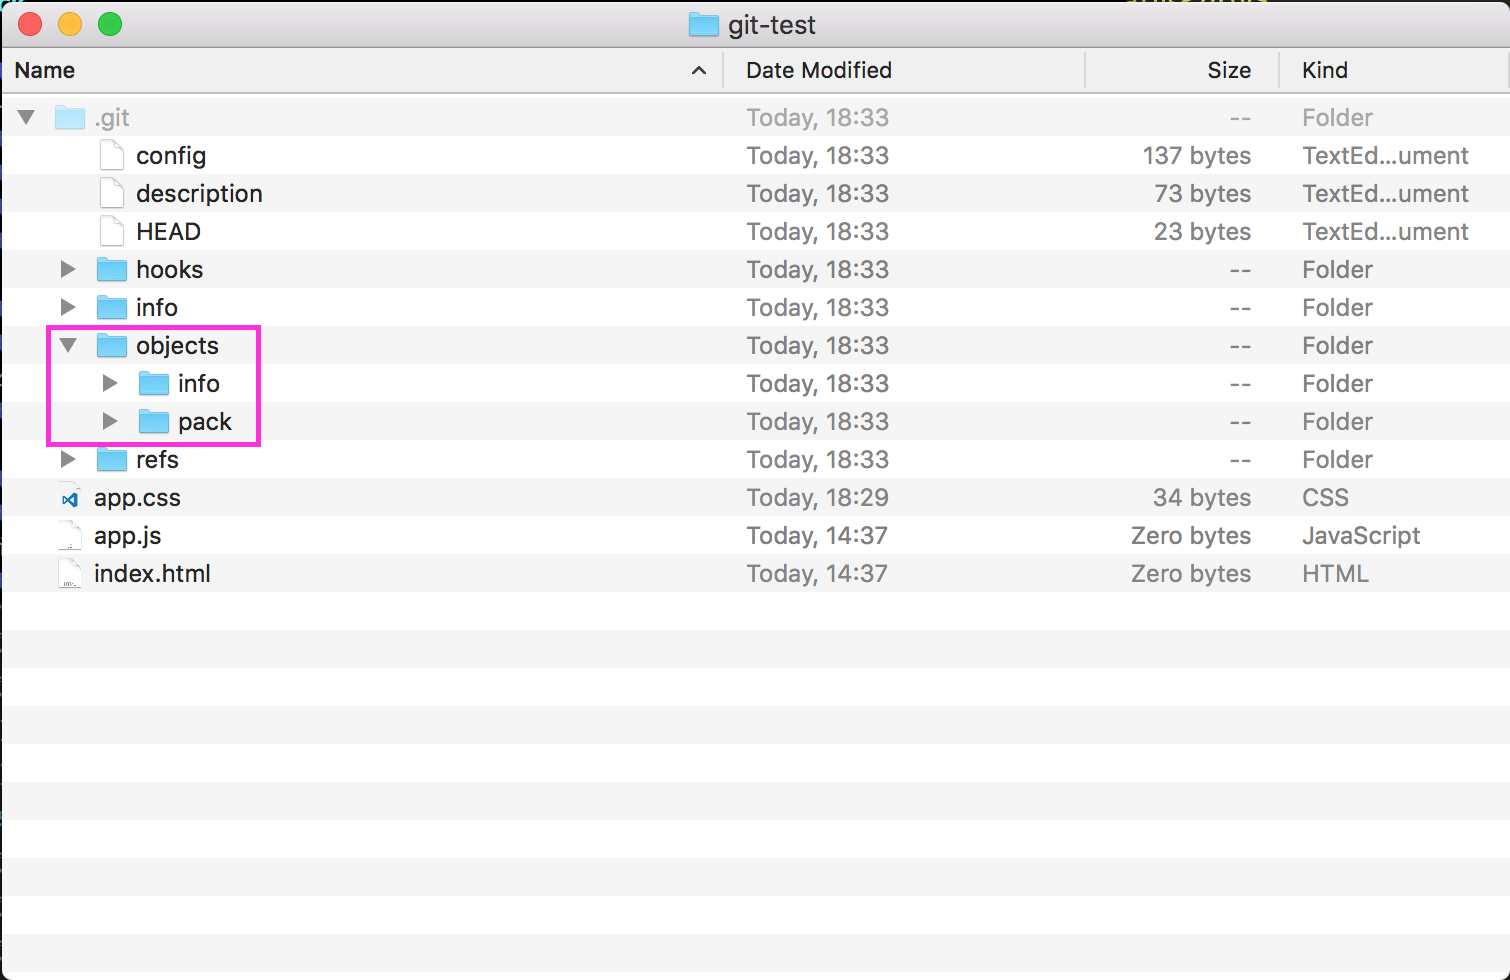 git-test
Name Date Modified Size Kind
.git Today, 18:33 -- Folder
config Today, 18:33 137 bytes TextEd...ument
description Today, 18:33 73 bytes TextEd...ument
HEAD Today, 18:33 23 bytes TextEd...ument
hooks Today, 18:33 -- Folder
info Today, 18:33 -- Folder
objects Today, 18:33 -- Folder
info Today, 18:33 -- Folder
pack Today, 18:33 -- Folder
refs Today, 18:33 -- Folder
app.css Today, 18:29 34 bytes CSS
app.js Today, 14:37 Zero bytes JavaScript
index.html Today, 14:37 Zero bytes HTML